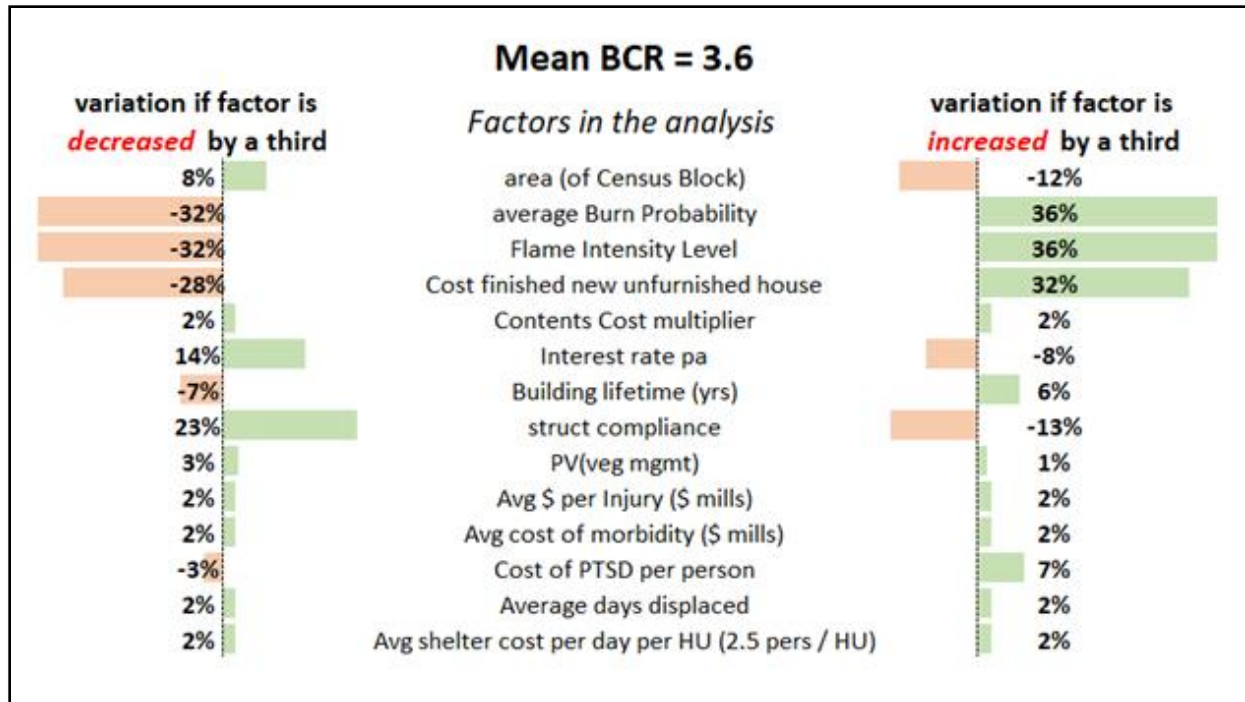 Mean BCR = 3.6
variation if factor is
decreased by a third
Factors in the analysis
variation if factor is
increased by a third
8% area (of Census Block) -12%
-32% average Burn Probability 36%
-32% Flame Intensity Level 36%
-28% Cost finished new unfurnished house 32%
2% Contents Cost multiplier 2%
14% Interest rate pa -8%
-7% Building lifetime (yrs) 6%
23% struct compliance -13%
3% PV(veg mgmt) 1%
2% Avg $ per Injury ($ mills) 2%
2% Avg cost of morbidity ($ mills) 2%
-3% Cost of PTSD per person 7%
2% Average days displaced 2%
2% Avg shelter cost per day per HU (2.5 pers / HU) 2%